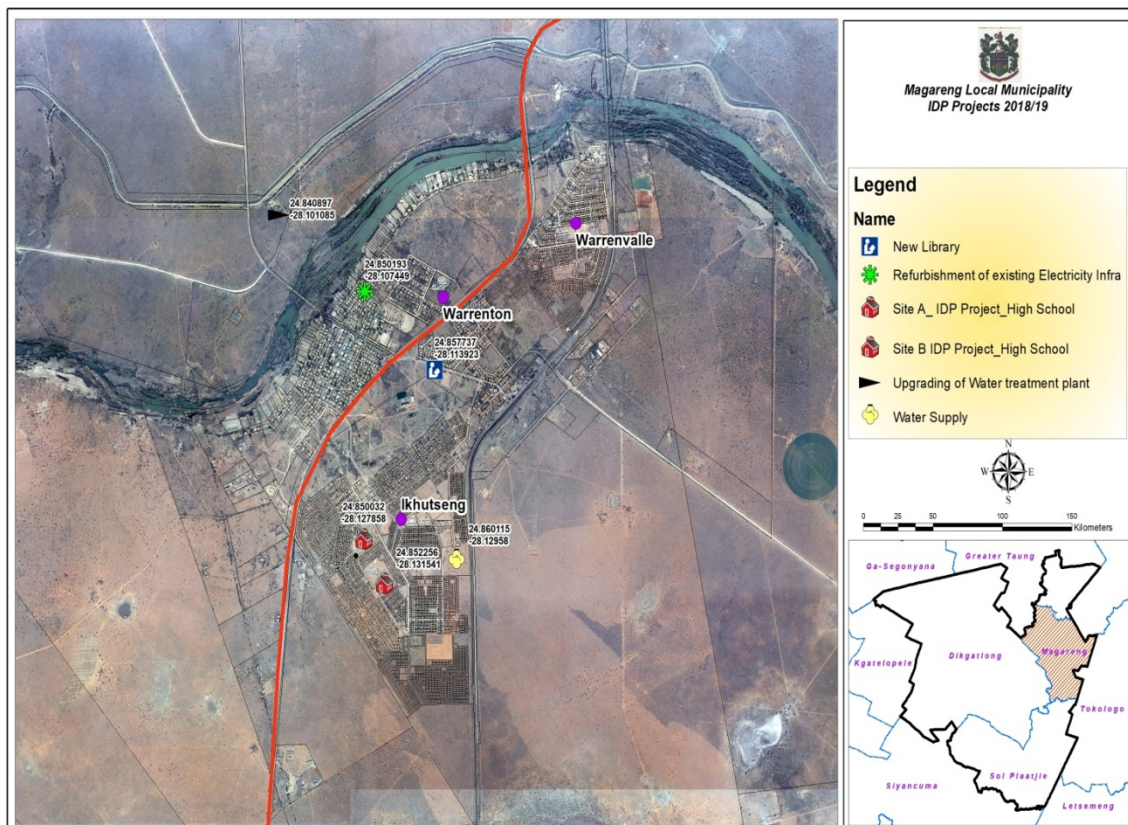 24.840897
-28.101085
Warrenvalle
24.850193
-28.107449
Warrenton
24.857737
-28.113923
Ikhutseng
24.850032
-28.127858
24.860115
-28.12958
24.852256
-28.131541
Magareng Local Municipality
IDP Projects 2018/19
Legend
Name
New Library
Refurbishment of existing Electricity Infra
Site A_ IDP Project_High School
Site B IDP Project_High School
Upgrading of Water treatment plant
Water Supply
N
W E
S
0 25 50 100 150
Kilometers
Greater Taung
Ga-Segonyana
Magareng
Dikgatlong
Kgatelopele
Tokologo
Sol Plaatjie
Siyancuma
Letsemeng